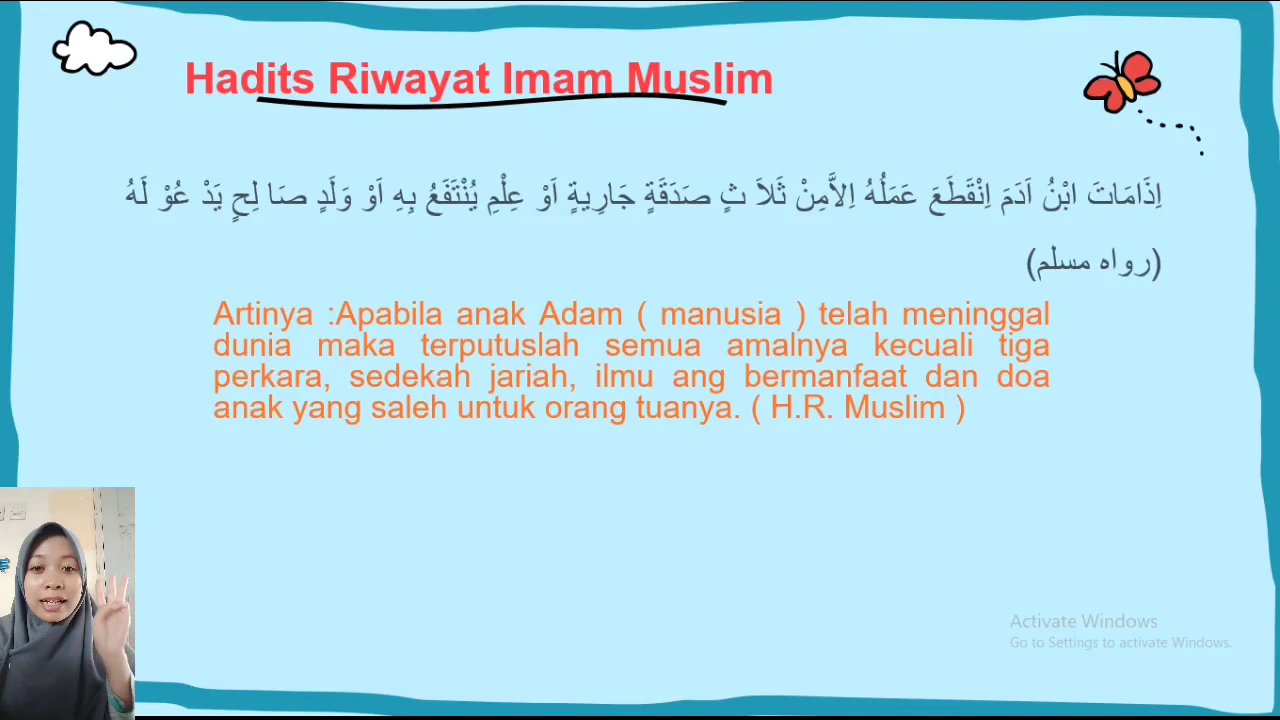 Hadits Riwayat Imam Muslim
اِذَامَاتَ ابْنُ اَدَمَ اِنْقَطَعَ عَمَلُهُ اِلاَّمِنْ ثَلاَ ثٍ صَدَقَةٍ جَارِيةٍ اَوْ عِلْمِ يُنْتَفَعُ بِهِ اَوْ وَلَدٍ صَا لِحٍ يَدْ عُوْ لَهُ
(رواه مسلم)
Artinya :Apabila anak Adam ( manusia ) telah meninggal
dunia maka terputuslah semua amalnya kecuali tiga
perkara, sedekah jariah, ilmu ang bermanfaat dan doa
anak yang saleh untuk orang tuanya. ( H.R. Muslim )
Activate Windows
Go to Settings to activate Windows.